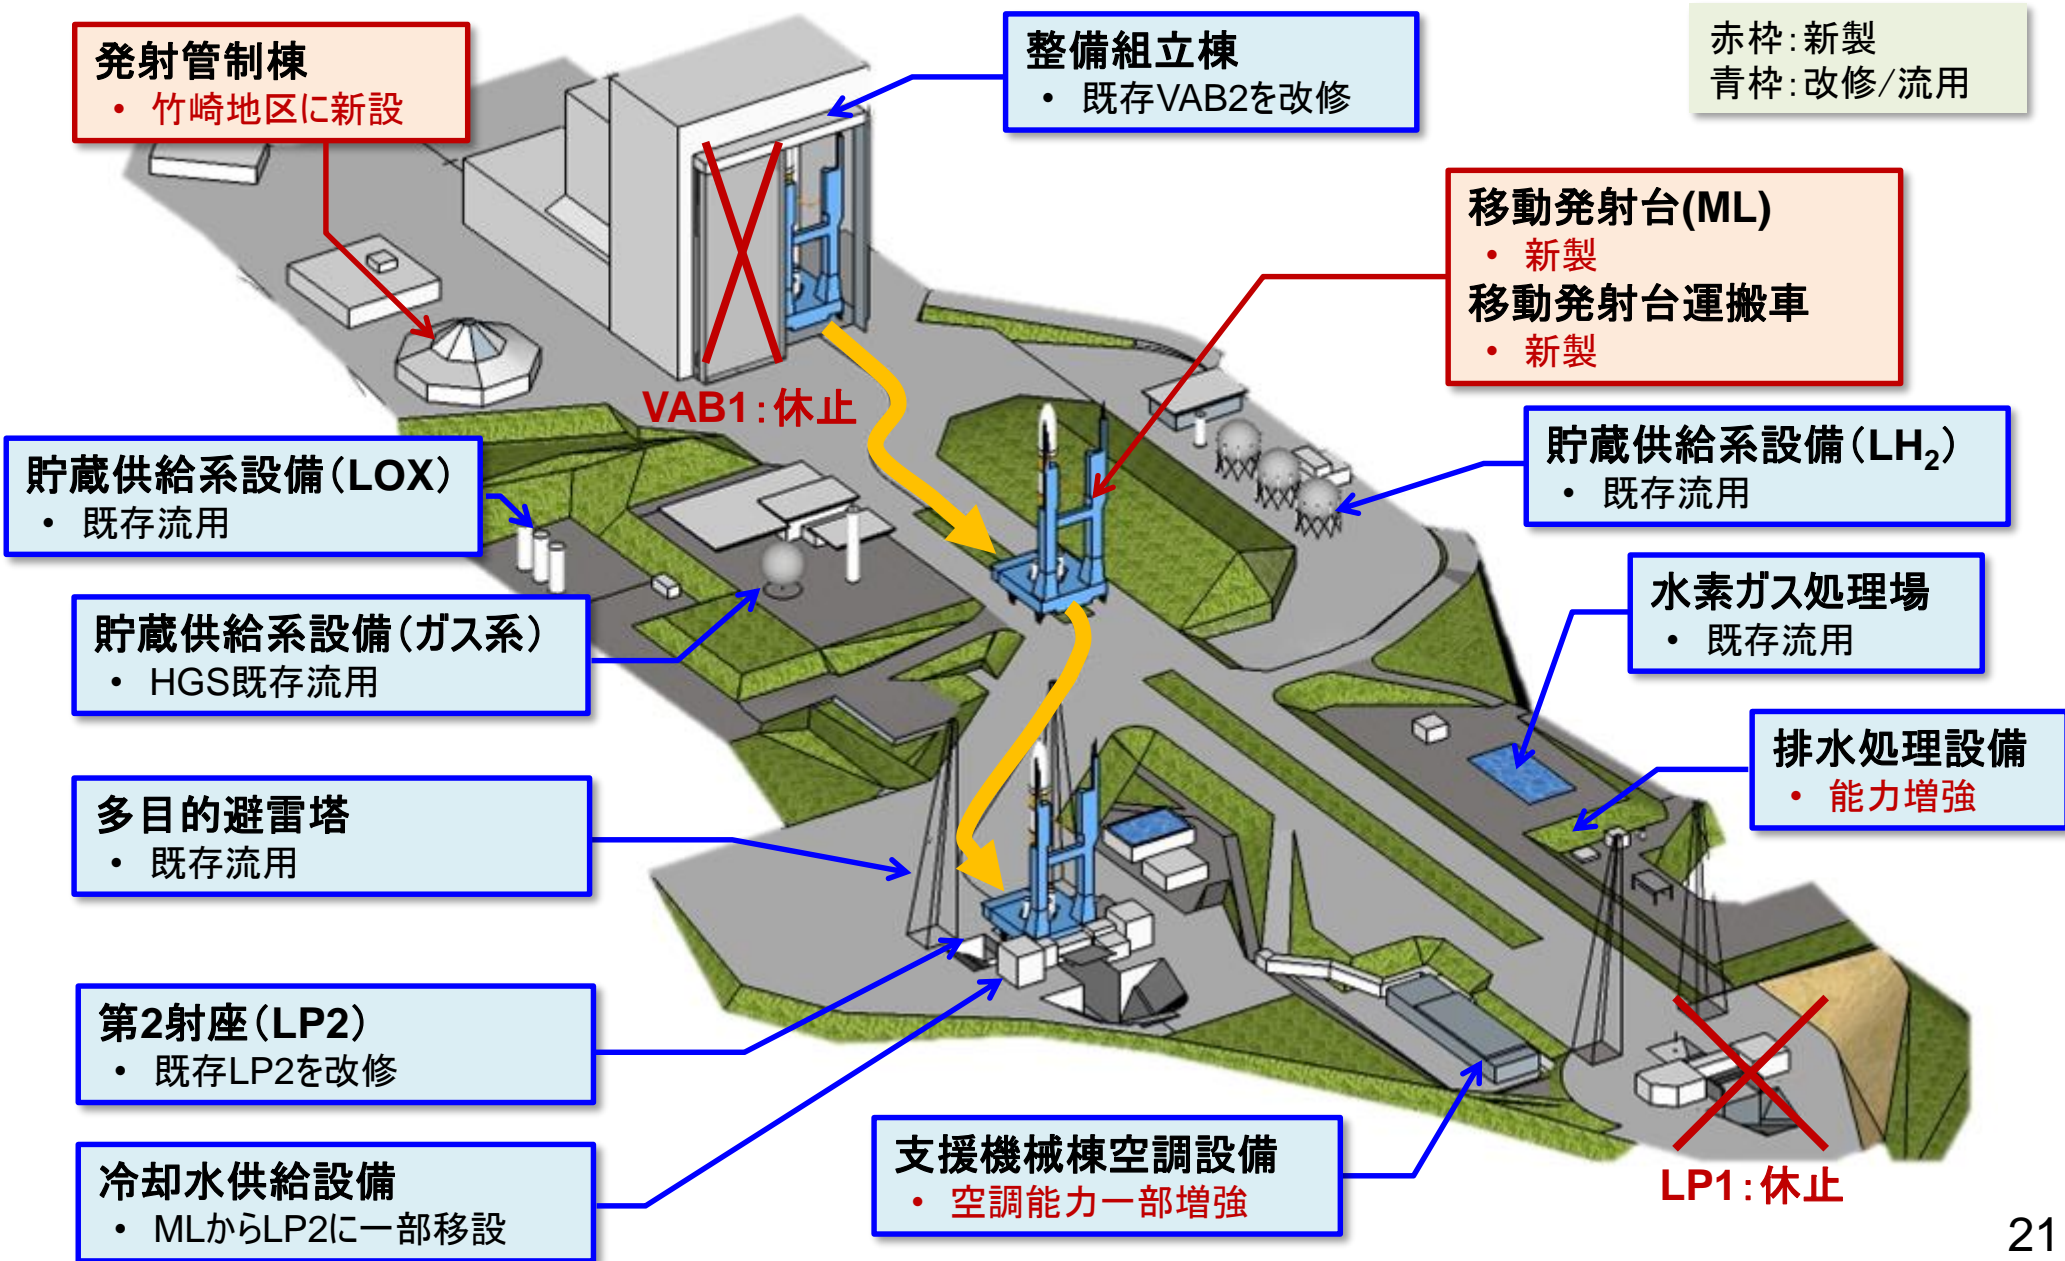 発射管制棟
• 竹崎地区に新設
整備組立棟
• 既存VAB2を改修
赤枠：新製
青枠：改修/流用
移動発射台(ML)
• 新製
移動発射台運搬車
• 新製
VAB1：休止
貯蔵供給系設備（LOX）
• 既存流用
貯蔵供給系設備（LH₂）
• 既存流用
貯蔵供給系設備（ガス系）
• HGS既存流用
水素ガス処理場
• 既存流用
排水処理設備
• 能力増強
多目的避雷塔
• 既存流用
第2射座（LP2）
• 既存LP2を改修
冷却水供給設備
• MLからLP2に一部移設
支援機械棟空調設備
• 空調能力一部増強
LP1：休止
21